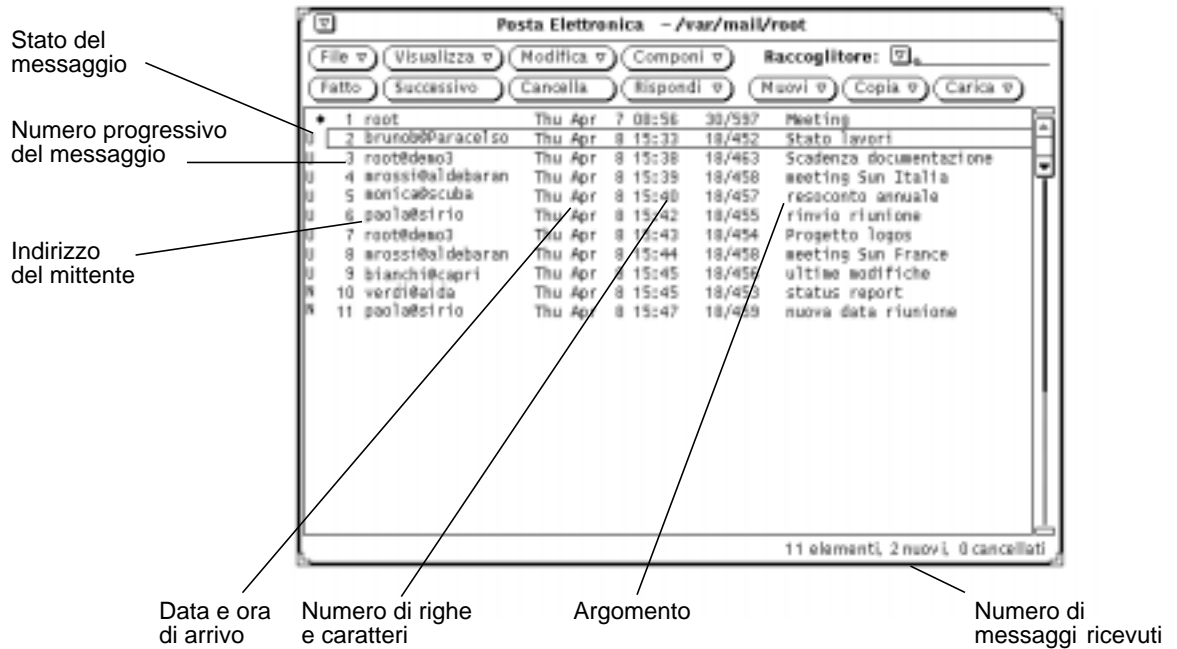 Posta Elettronica - /var/mail/root
Stato del
messaggio
File Visualizza Modifica Componi Raccoglitore:
Fatto Successivo Cancella Rispondi Muovi Copia Carica
1 root Thu Apr 7 08:56 30/597 Meeting
Numero progressivo
del messaggio
U 2 brunob@Paracelso Thu Apr 8 15:33 18/452 Stato lavori
U 3 root@demo3 Thu Apr 8 15:38 18/463 Scadenza documentazione
U 4 mrossi@aldebaran Thu Apr 8 15:39 18/458 meeting Sun Italia
U 5 monica@scuba Thu Apr 8 15:40 18/457 resoconto annuale
U 6 paola@sirio Thu Apr 8 15:42 18/455 rinvio riunione
U 7 root@demo3 Thu Apr 8 15:43 18/454 Progetto logos
Indirizzo
del mittente
U 8 mrossi@aldebaran Thu Apr 8 15:44 18/458 meeting Sun France
U 9 bianchi@capri Thu Apr 8 15:45 18/456 ultime modifiche
N 10 verdi@aida Thu Apr 8 15:45 18/453 status report
N 11 paola@sirio Thu Apr 8 15:47 18/459 nuova data riunione
11 elementi, 2 nuovi, 0 cancellati
Data e ora
di arrivo
Numero di righe
e caratteri
Argomento
Numero di
messaggi ricevuti